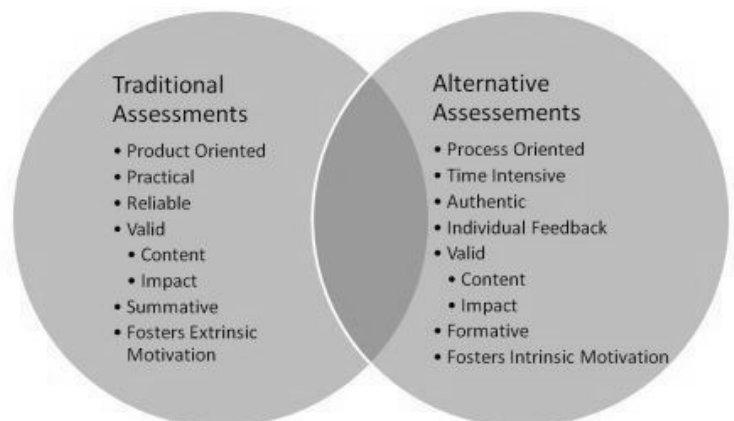 Traditional
Assessments
• Product Oriented
• Practical
• Reliable
• Valid
• Content
• Impact
• Summative
• Fosters Extrinsic
Motivation
Alternative
Assessements
• Process Oriented
• Time Intensive
• Authentic
• Individual Feedback
• Valid
• Content
• Impact
• Formative
• Fosters Intrinsic Motivation